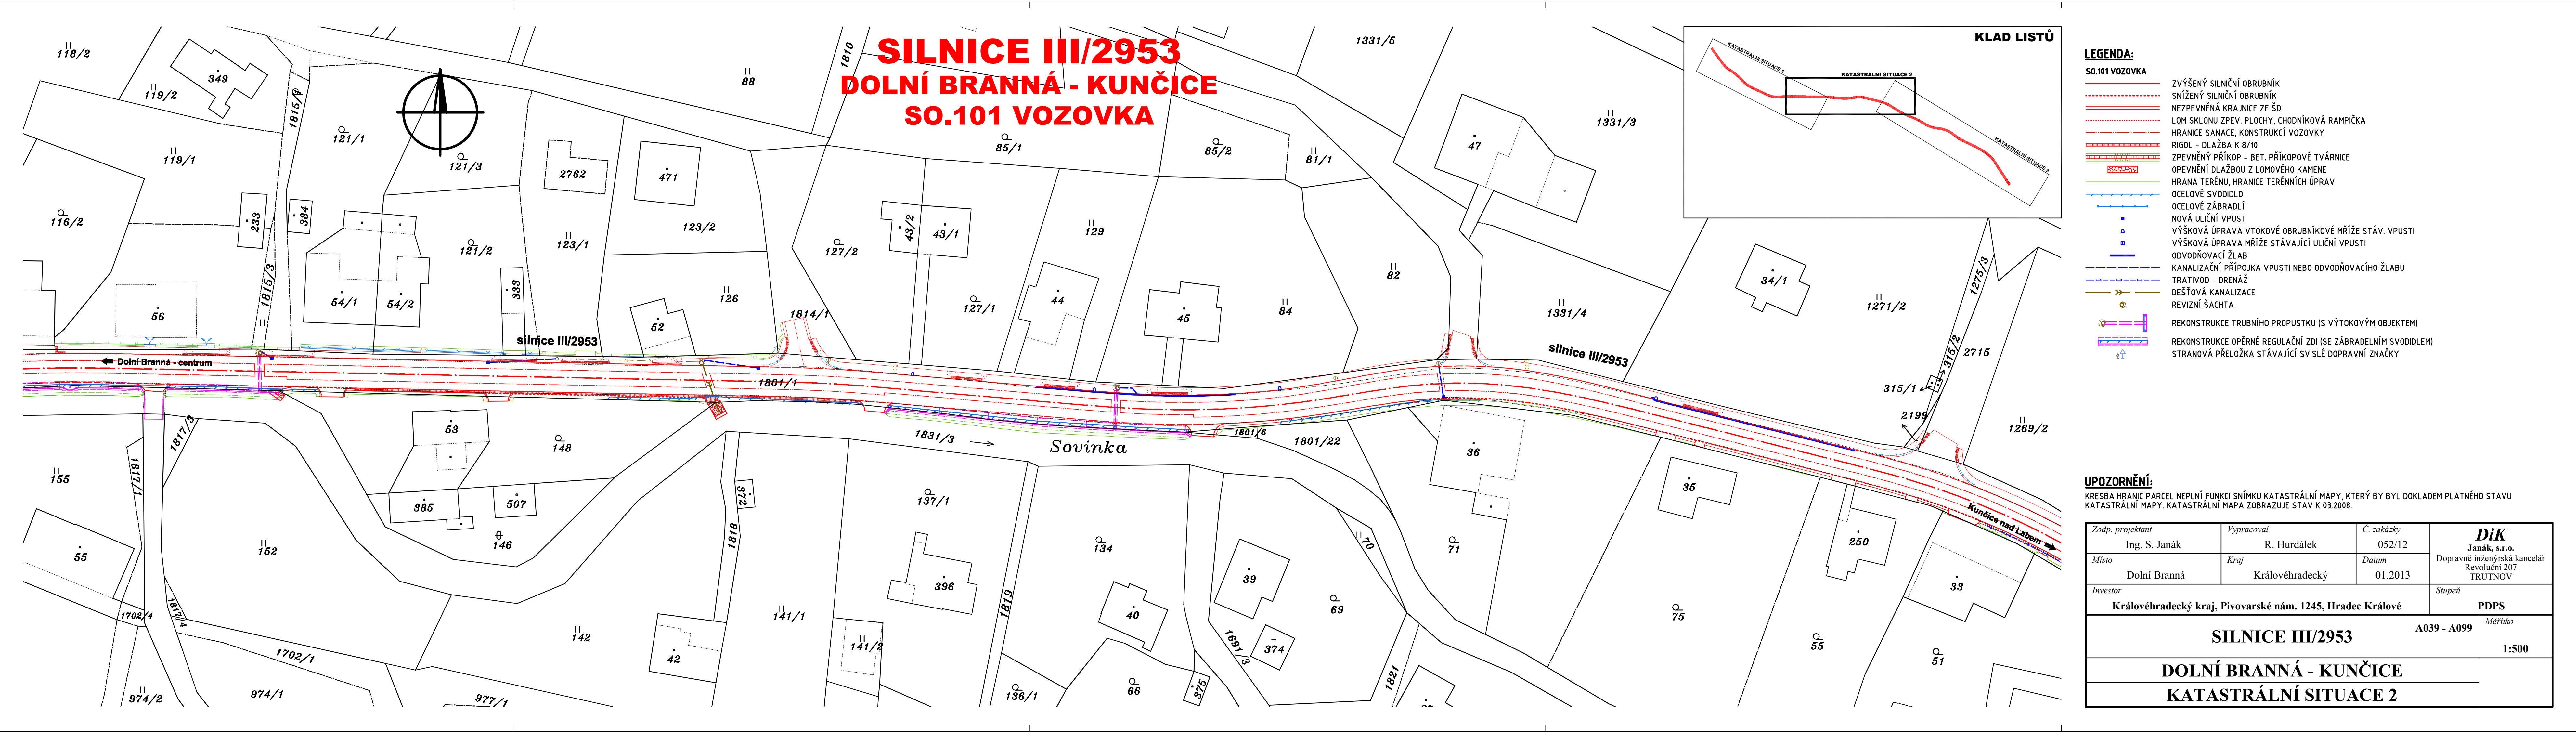 SILNICE III/2953
DOLNÍ BRANNÁ - KUNČICE
SO.101 VOZOVKA
118/2
349
119/2
1815/
119/1
121/1
121/3
2762
471
88
1810
85/1
85/2
81/1
1331/5
1331/3
47
116/2
233
384
1815/3
54/1
54/2
121/2
333
123/1
123/2
127/2
43/2
43/1
129
82
56
52
126
1814/1
127/1
44
45
84
1331/4
34/1
1271/2
1275/3
silnice III/2953
silnice III/2953
Dolní Branná - centrum
1801/1
315/2
2715
315/1
2199
1269/2
Kunčice nad Labem
53
148
1817/3
1817/1
155
385
507
146
372
1818
1831/3
Sovinka
1801/6
1801/22
36
35
55
152
137/1
134
39
70
71
250
33
1702/4
1817/4
142
141/1
396
1819
40
69
75
1702/1
42
141/2
1691/3
374
55
51
974/2
974/1
977/1
136/1
66
375
1821
KLAD LISTŮ
KATASTRÁLNÍ SITUACE 1
KATASTRÁLNÍ SITUACE 2
KATASTRÁLNÍ SITUACE 3
LEGENDA:
SO.101 VOZOVKA
ZVÝŠENÝ SILNIČNÍ OBRUBNÍK
SNÍŽENÝ SILNIČNÍ OBRUBNÍK
NEZPEVNĚNÁ KRAJNICE ZE ŠD
LOM SKLONU ZPEV. PLOCHY, CHODNÍKOVÁ RAMPIČKA
HRANICE SANACE, KONSTRUKCÍ VOZOVKY
RIGOL - DLAŽBA K 8/10
ZPEVNĚNÝ PŘÍKOP - BET. PŘÍKOPOVÉ TVÁRNICE
OPEVNĚNÍ DLAŽBOU Z LOMOVÉHO KAMENE
HRANA TERÉNU, HRANICE TERÉNNÍCH ÚPRAV
OCELOVÉ SVODIDLO
OCELOVÉ ZÁBRADLÍ
NOVÁ ULIČNÍ VPUST
VÝŠKOVÁ ÚPRAVA VTOKOVÉ OBRUBNÍKOVÉ MŘÍŽE STÁV. VPUSTI
VÝŠKOVÁ ÚPRAVA MŘÍŽE STÁVAJÍCÍ ULIČNÍ VPUSTI
ODVODŇOVACÍ ŽLAB
KANALIZAČNÍ PŘÍPOJKA VPUSTI NEBO ODVODŇOVACÍHO ŽLABU
TRATIVOD - DRENÁŽ
DEŠŤOVÁ KANALIZACE
REVIZNÍ ŠACHTA
REKONSTRUKCE TRUBNÍHO PROPUSTKU (S VÝTOKOVÝM OBJEKTEM)
REKONSTRUKCE OPĚRNÉ REGULAČNÍ ZDI (SE ZÁBRADELNÍM SVODIDLEM)
STRANOVÁ PŘELOŽKA STÁVAJÍCÍ SVISLÉ DOPRAVNÍ ZNAČKY
UPOZORNĚNÍ:
KRESBA HRANIC PARCEL NEPLNÍ FUNKCI SNÍMKU KATASTRÁLNÍ MAPY, KTERÝ BY BYL DOKLADEM PLATNÉHO STAVU
KATASTRÁLNÍ MAPY. KATASTRÁLNÍ MAPA ZOBRAZUJE STAV K 03.2008.
Zodp. projektant
Ing. S. Janák
Vypracoval
R. Hurdálek
Č. zakázky
052/12
DiK
Janák, s.r.o.
Dopravně inženýrská kancelář
Revoluční 207
TRUTNOV
Místo
Dolní Branná
Kraj
Královéhradecký
Datum
01.2013
Investor
Královéhradecký kraj, Pivovarské nám. 1245, Hradec Králové
Stupeň
PDPS
SILNICE III/2953
A039 - A099
Měřítko
1:500
DOLNÍ BRANNÁ - KUNČICE
KATASTRÁLNÍ SITUACE 2